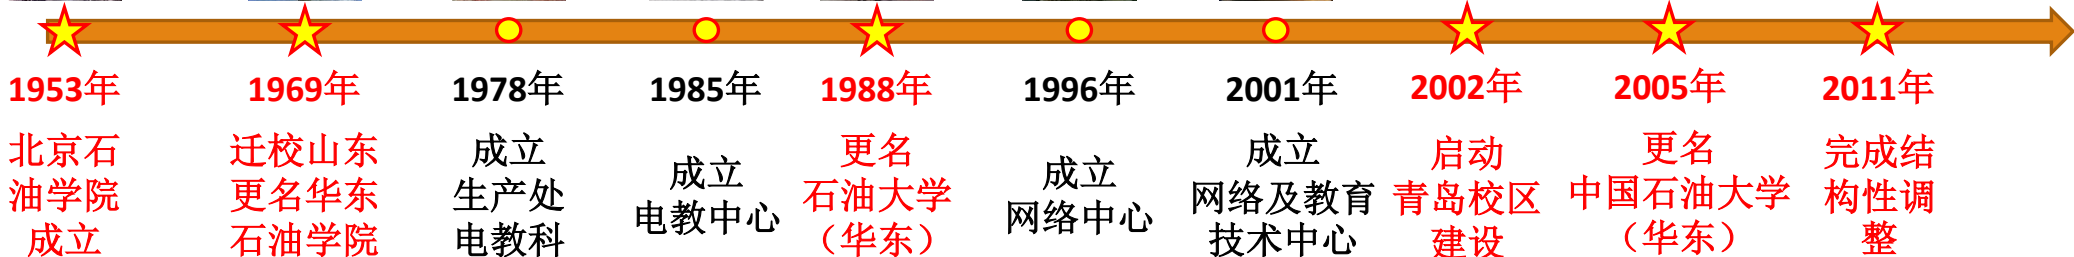 1953年
北京石
油学院
成立
1969年
迁校山东
更名华东
石油学院
1978年
成立
生产处
电教科
1985年
成立
电教中心
1988年
更名
石油大学
（华东）
1996年
成立
网络中心
2001年
成立
网络及教育
技术中心
2002年
启动
青岛校区
建设
2005年
更名
中国石油大学
（华东）
2011年
完成结
构性调
整